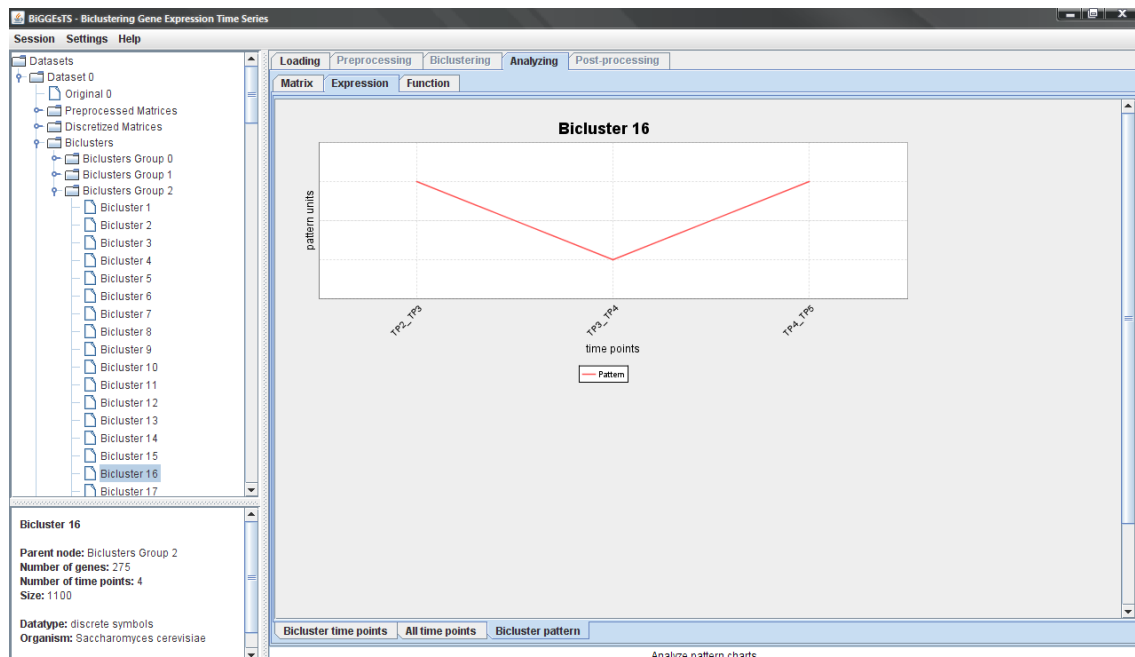 BiGGEsTS - Biclustering Gene Expression Time Series
Session Settings Help
Datasets
Dataset 0
Original 0
Preprocessed Matrices
Discretized Matrices
Biclusters
Biclusters Group 0
Biclusters Group 1
Biclusters Group 2
Bicluster 1
Bicluster 2
Bicluster 3
Bicluster 4
Bicluster 5
Bicluster 6
Bicluster 7
Bicluster 8
Bicluster 9
Bicluster 10
Bicluster 11
Bicluster 12
Bicluster 13
Bicluster 14
Bicluster 15
Bicluster 16
Bicluster 17
Bicluster 16
Parent node: Biclusters Group 2
Number of genes: 275
Number of time points: 4
Size: 1100
Datatype: discrete symbols
Organism: Saccharomyces cerevisiae
Loading Preprocessing Biclustering Analyzing Post-processing
Matrix Expression Function
Bicluster 16
pattern units
TP2_TP3 TP3_TP4 TP4_TP5
time points
Pattern
Bicluster time points All time points Bicluster pattern
Analyze pattern charts